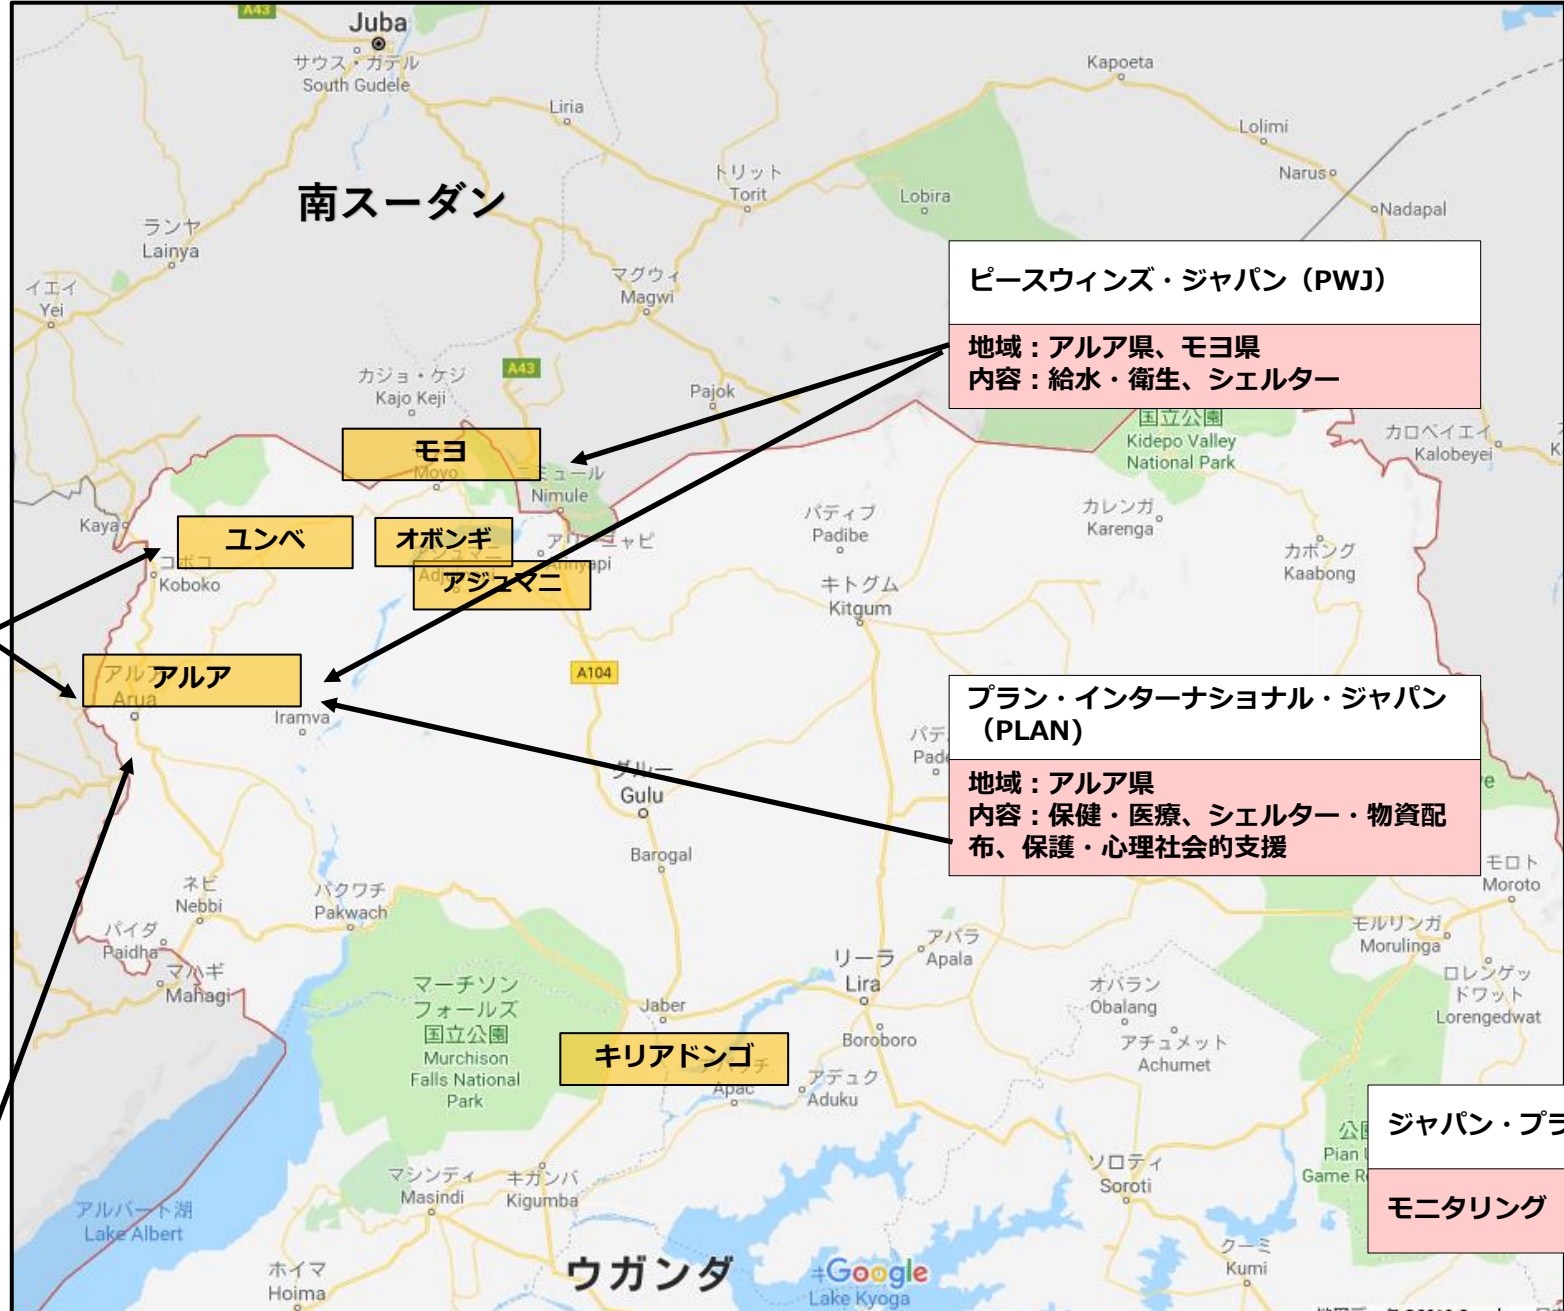 A43
Juba
サウス・ガデル
South Gudele
Kapoeta
Liria
Lolimi
トリット
Torit
Narus
南スーダン
Lobira
Nadapal
ランヤ
Lainya
ピースウィンズ・ジャパン（PWJ）
マグウィ
Magwi
イエイ
Yei
地域：アルア県、モヨ県
内容：給水・衛生、シェルター
A43
カジョ・ケジ
Kajo Keji
Pajok
国立公園
Kidepo Valley
National Park
カロベイエイ
Kalobeyei
モヨ
Moyo
ニミュール
Nimule
パディブ
Padibe
カレンガ
Karenga
Kaya
ユンベ
オボンギ
カボング
Kaabong
コボコ
Koboko
アジュマニ
キトグム
Kitgum
アルア
Arua
A104
Iramva
プラン・インターナショナル・ジャパン
（PLAN)
地域：アルア県
内容：保健・医療、シェルター・物資配
布、保護・心理社会的支援
グルー
Gulu
Barogal
モロト
Moroto
ネビ
Nebbi
パクワチ
Pakwach
パイダ
Paidha
モルリンガ
Morulinga
アパラ
Apala
リーラ
Lira
マハギ
Mahagi
マーチソン
フォールズ
国立公園
Murchison
Falls National
Park
オバラン
Obalang
ロレンゲッ
ドワット
Lorengedwat
Jaber
Boroboro
アチュメット
Achumet
キリアドンゴ
Apac
アデュク
Aduku
ジャパン・プラ
モニタリング
Pian U
Game R
ソロティ
Soroti
マシンディ
Masindi
キガンバ
Kigumba
アルバート湖
Lake Albert
クーミ
Kumi
ウガンダ
Google
Lake Kyoga
ホイマ
Hoima